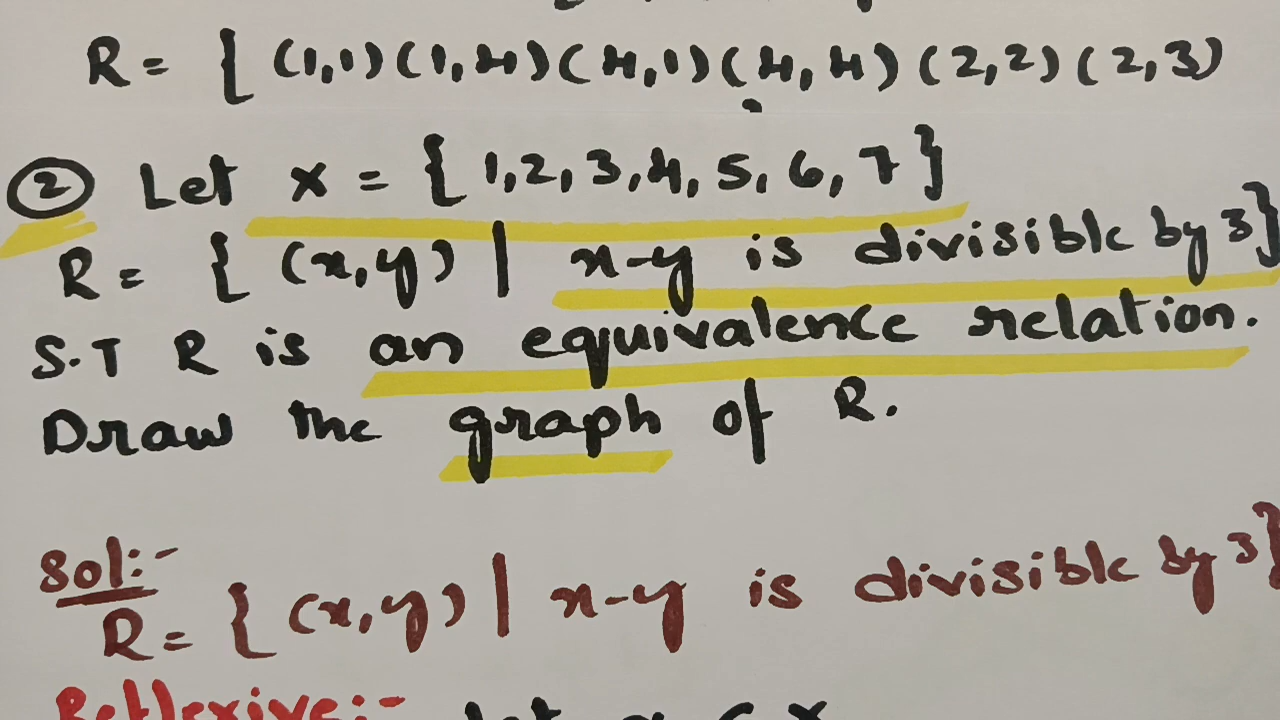 R = { (1,1) (1,4) (4,1) (4,4) (2,2) (2,3)
② Let x = { 1,2,3,4,5,6,7 }
R = { (x,y) | x-y is divisible by 3}
S.T R is an equivalence relation.
Draw the graph of R.
Sol:-
R = { (x,y) | x-y is divisible by 3}
Reflexive:- Let x ∈ X